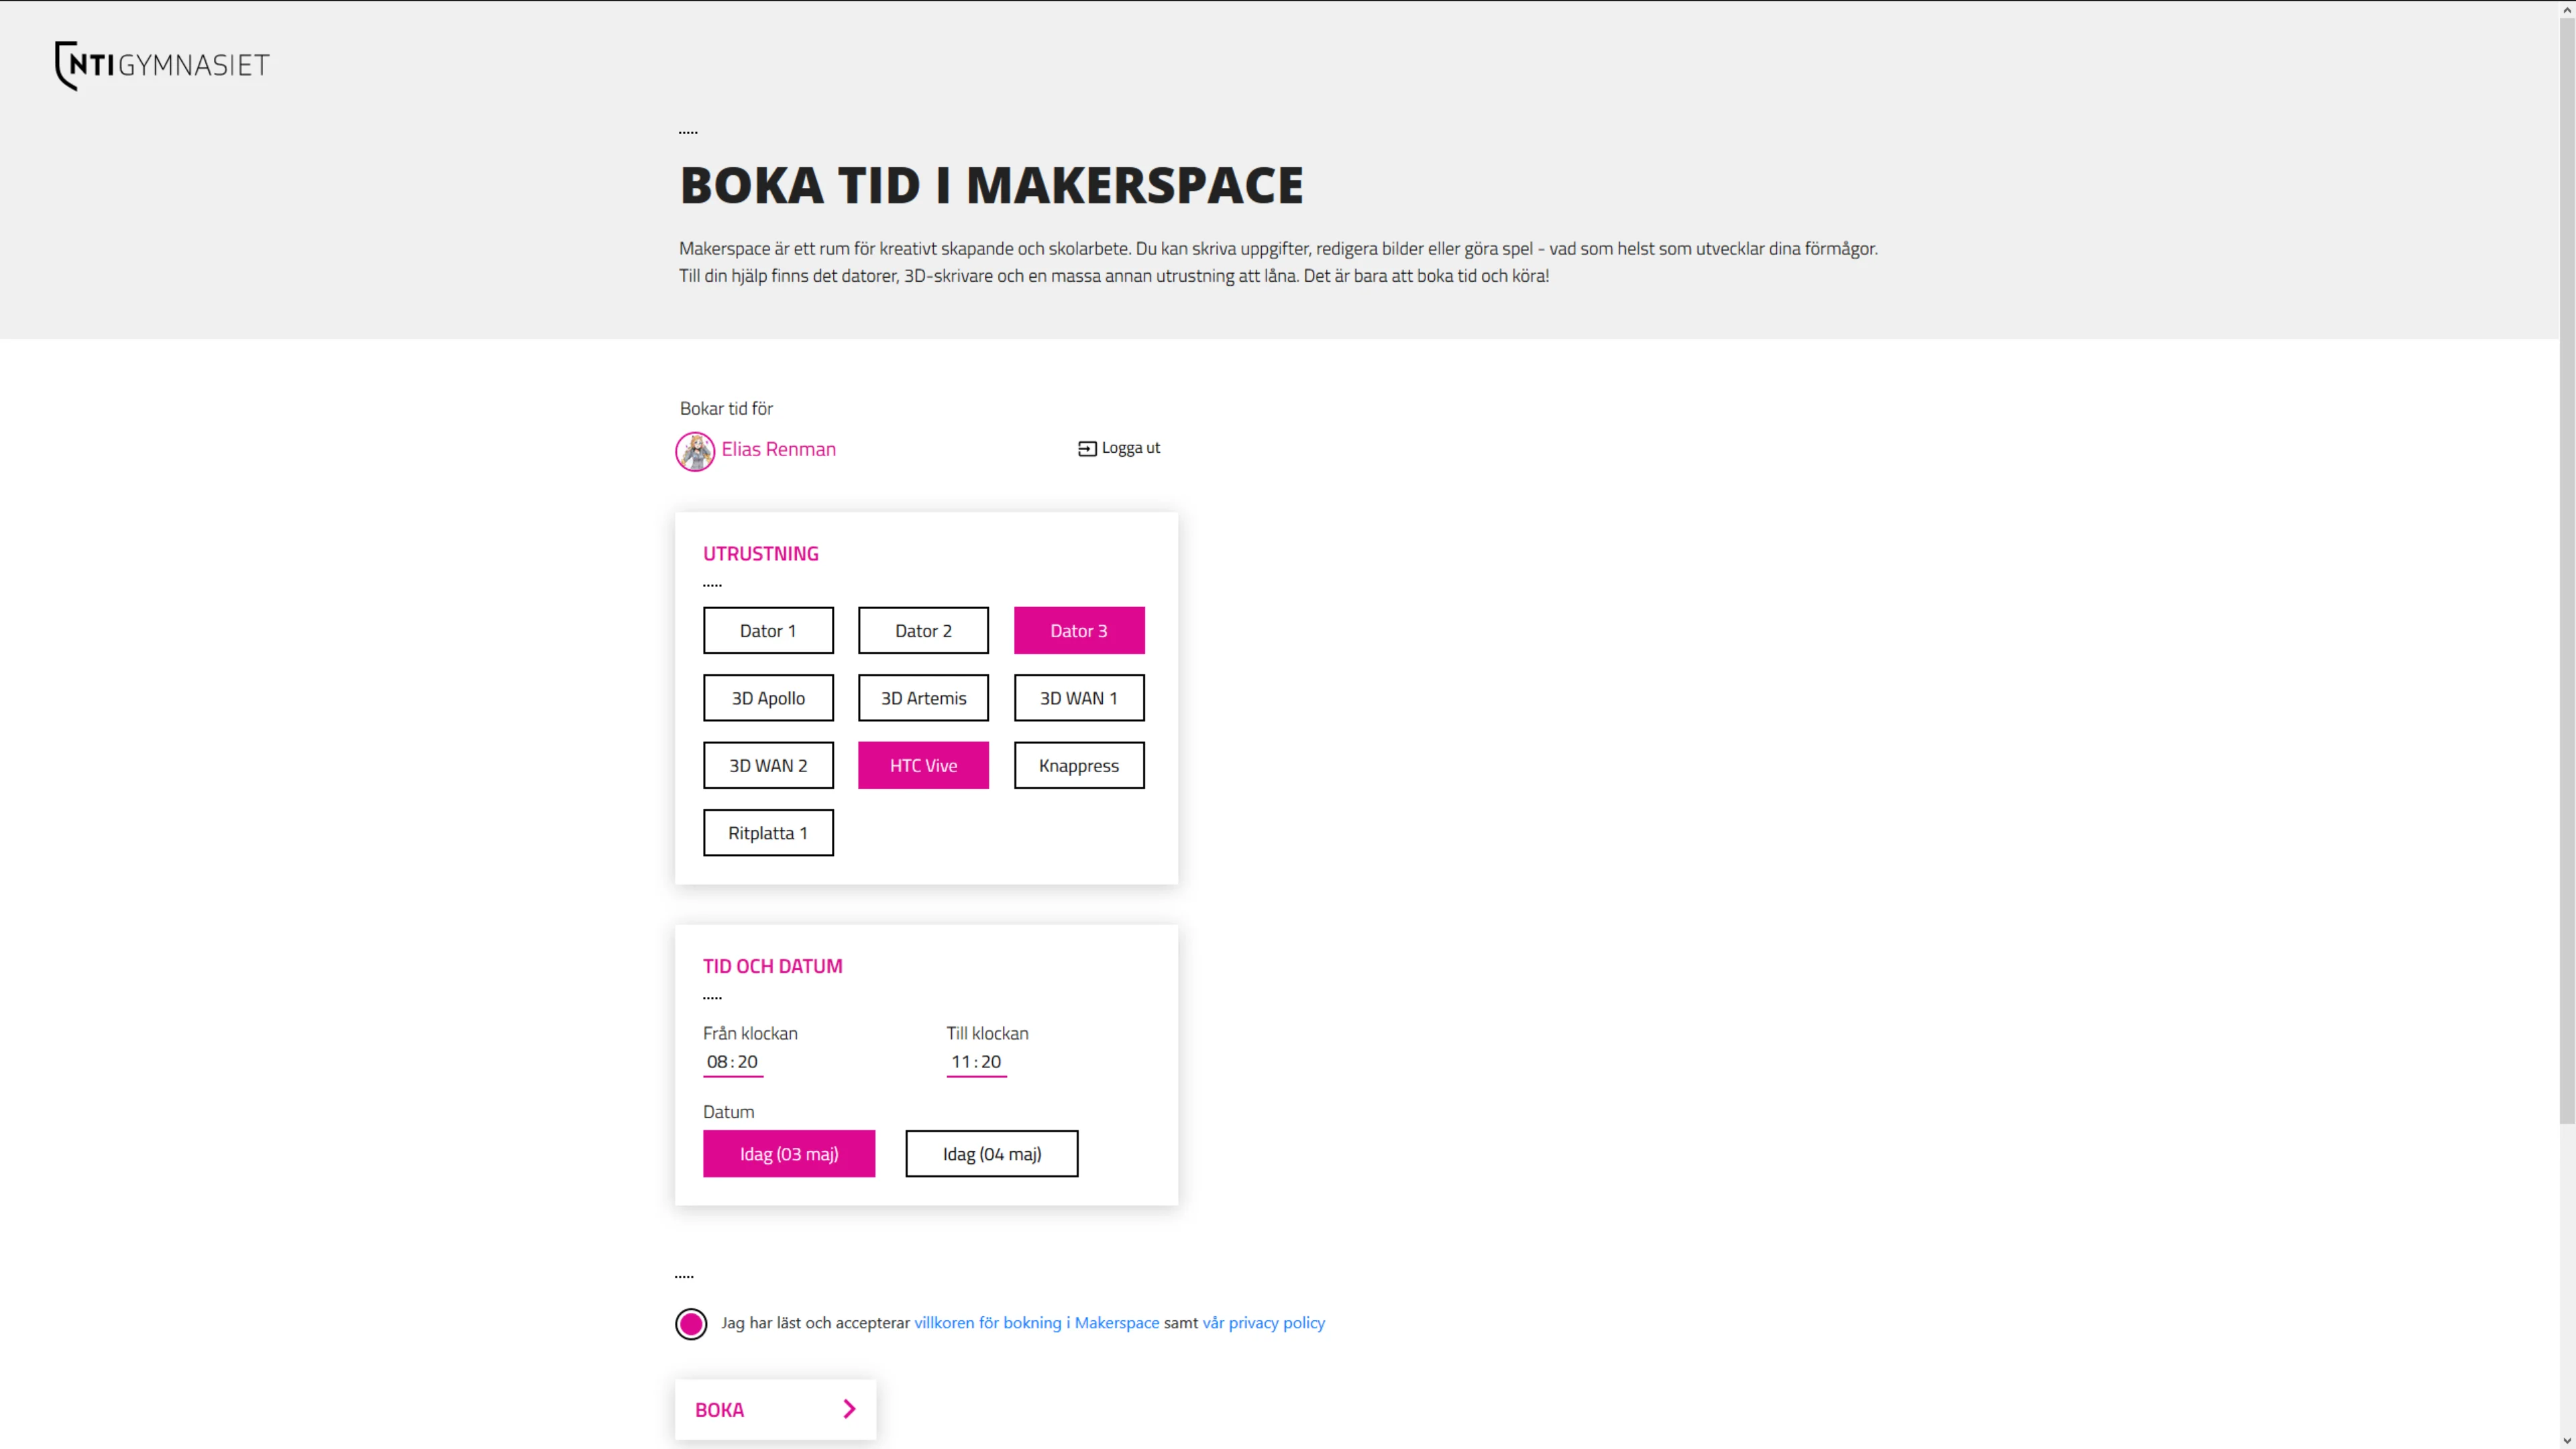 NTI GYMNASIET
BOKA TID I MAKERSPACE
Makerspace är ett rum för kreativt skapande och skolarbete. Du kan skriva uppgifter, redigera bilder eller göra spel - vad som helst som utvecklar dina förmågor.
Till din hjälp finns det datorer, 3D-skrivare och en massa annan utrustning att låna. Det är bara att boka tid och köra!
Bokar tid för
Elias Renman
Logga ut
UTRUSTNING
Dator 1
Dator 2
Dator 3
3D Apollo
3D Artemis
3D WAN 1
3D WAN 2
HTC Vive
Knappress
Ritplatta 1
TID OCH DATUM
Från klockan
Till klockan
08:20
11:20
Datum
Idag (03 maj)
Idag (04 maj)
Jag har läst och accepterar villkoren för bokning i Makerspace samt vår privacy policy
BOKA